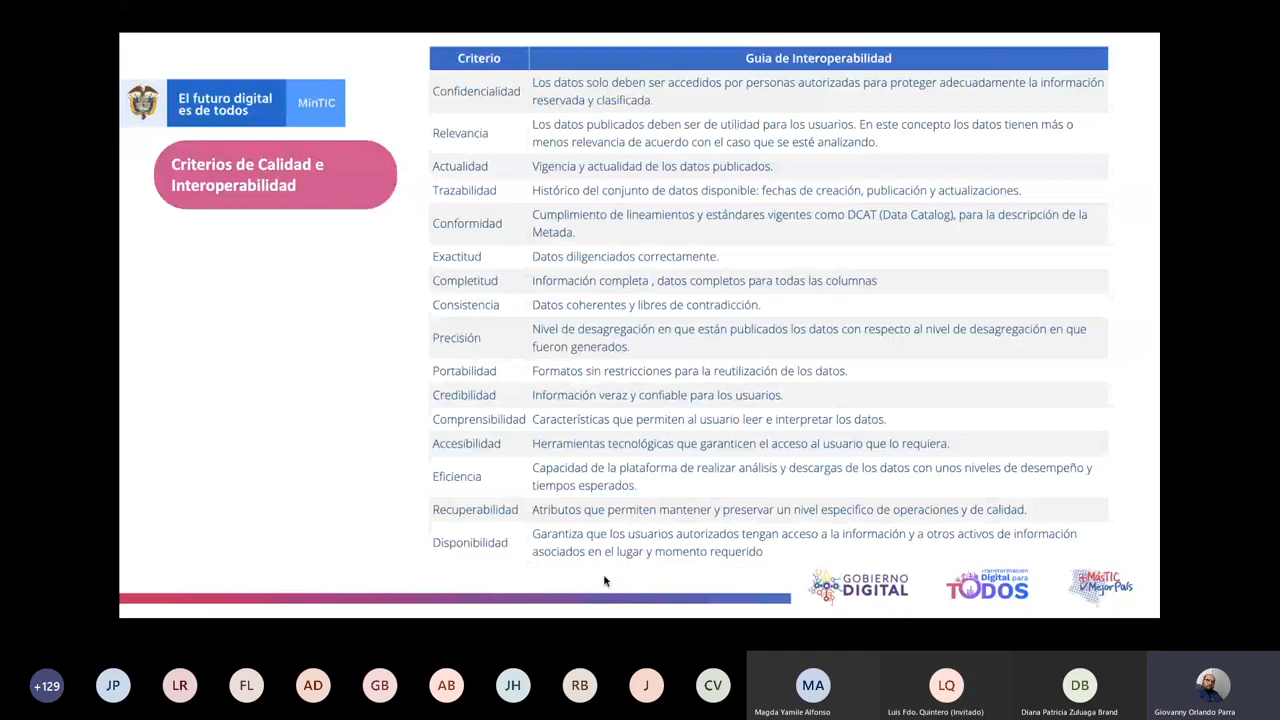 El futuro digital
es de todos
MinTIC
Criterios de Calidad e
Interoperabilidad
Criterio
Guia de Interoperabilidad
Confidencialidad
Los datos solo deben ser accedidos por personas autorizadas para proteger adecuadamente la información
reservada y clasificada.
Relevancia
Los datos publicados deben ser de utilidad para los usuarios. En este concepto los datos tienen más o
menos relevancia de acuerdo con el caso que se esté analizando.
Actualidad
Vigencia y actualidad de los datos publicados.
Trazabilidad
Histórico del conjunto de datos disponible: fechas de creación, publicación y actualizaciones.
Conformidad
Cumplimiento de lineamientos y estándares vigentes como DCAT (Data Catalog), para la descripción de la
Metada.
Exactitud
Datos diligenciados correctamente.
Completitud
Información completa , datos completos para todas las columnas
Consistencia
Datos coherentes y libres de contradicción.
Precisión
Nivel de desagregación en que están publicados los datos con respecto al nivel de desagregación en que
fueron generados.
Portabilidad
Formatos sin restricciones para la reutilización de los datos.
Credibilidad
Información veraz y confiable para los usuarios.
Comprensibilidad
Características que permiten al usuario leer e interpretar los datos.
Accesibilidad
Herramientas tecnológicas que garanticen el acceso al usuario que lo requiera.
Eficiencia
Capacidad de la plataforma de realizar análisis y descargas de los datos con unos niveles de desempeño y
tiempos esperados.
Recuperabilidad
Atributos que permiten mantener y preservar un nivel especifico de operaciones y de calidad.
Disponibilidad
Garantiza que los usuarios autorizados tengan acceso a la información y a otros activos de información
asociados en el lugar y momento requerido
GOBIERNO
DIGITAL
Transformación
Digital para
TODOS
+MásTIC
MejorPaís
+129
JP
LR
FL
AD
GB
AB
JH
RB
J
CV
MA
LQ
DB
Magda Yamile Alfonso
Luis Fdo. Quintero (Invitado)
Diana Patricia Zuluaga Brand
Giovanny Orlando Parra